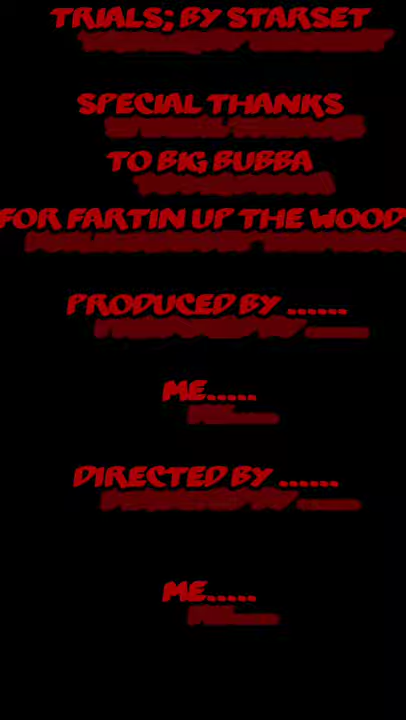 TRIALS; BY STARSET
SPECIAL THANKS
TO BIG BUBBA
FOR FARTIN UP THE WOOD
PRODUCED BY ......
ME.....
DIRECTED BY ......
ME.....